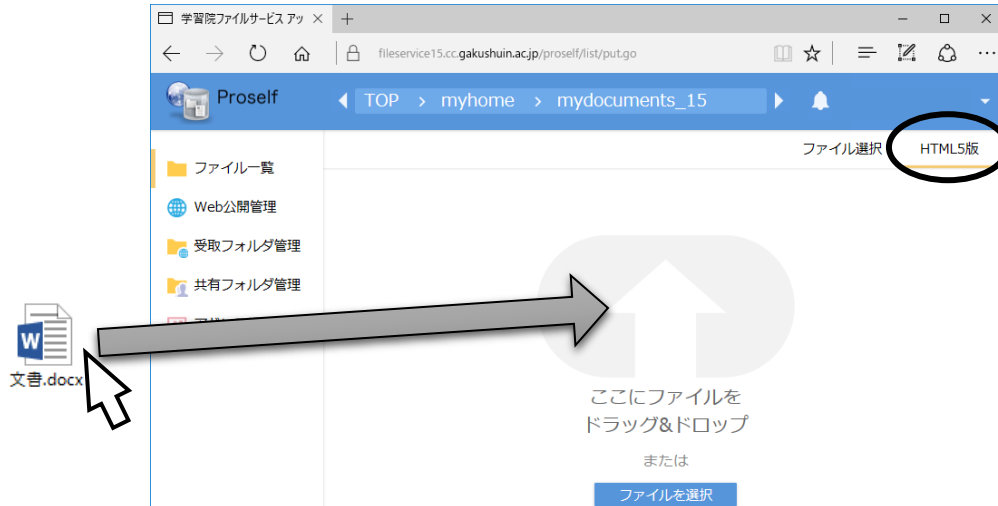 学習院ファイルサービス アッ
fileservice15.cc.gakushuin.ac.jp/proself/list/put.go
Proself
TOP > myhome > mydocuments_15
ファイル選択
HTML5版
ファイル一覧
Web公開管理
受取フォルダ管理
共有フォルダ管理
W
文書.docx
ここにファイルを
ドラッグ&ドロップ
または
ファイルを選択